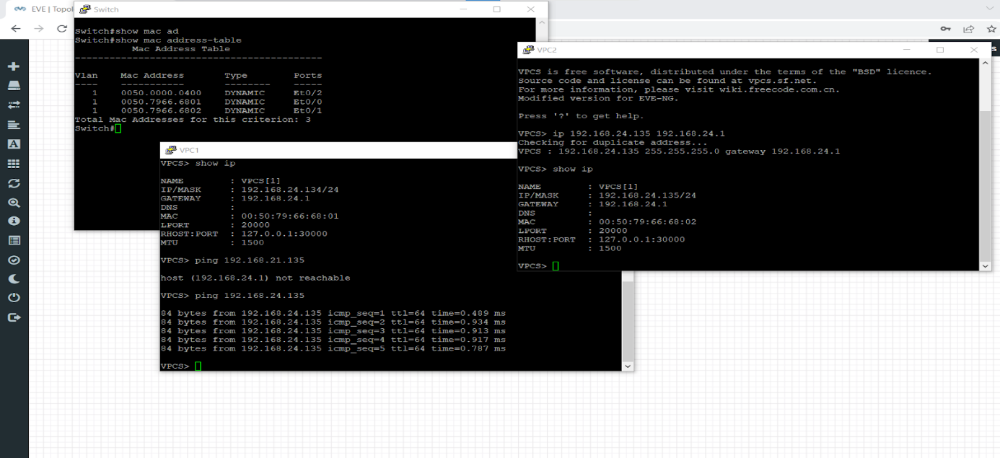 EVE | Topol
Switch
Switch#show mac ad
Switch#show mac address-table
Mac Address Table
-------------------------------------------
Vlan    Mac Address       Type        Ports
----    -----------       --------    -----
1    0050.0000.0400    DYNAMIC     Et0/2
1    0050.7966.6801    DYNAMIC     Et0/0
1    0050.7966.6802    DYNAMIC     Et0/1
Total Mac Addresses for this criterion: 3
Switch#
VPC1
VPCS> show ip
NAME        : VPCS[1]
IP/MASK     : 192.168.24.134/24
GATEWAY     : 192.168.24.1
DNS         :
MAC         : 00:50:79:66:68:01
LPORT       : 20000
RHOST:PORT  : 127.0.0.1:30000
MTU         : 1500
VPCS> ping 192.168.21.135
host (192.168.24.1) not reachable
VPCS> ping 192.168.24.135
84 bytes from 192.168.24.135 icmp_seq=1 ttl=64 time=0.489 ms
84 bytes from 192.168.24.135 icmp_seq=2 ttl=64 time=0.934 ms
84 bytes from 192.168.24.135 icmp_seq=3 ttl=64 time=0.913 ms
84 bytes from 192.168.24.135 icmp_seq=4 ttl=64 time=0.917 ms
84 bytes from 192.168.24.135 icmp_seq=5 ttl=64 time=0.787 ms
VPCS>
VPC2
VPCS is free software, distributed under the terms of the "BSD" licence.
Source code and license can be found at vpcs.sf.net.
For more information, please visit wiki.freecode.com.cn.
Modified version for EVE-NG.
Press '?' to get help.
VPCS> ip 192.168.24.135 192.168.24.1
Checking for duplicate address...
VPCS : 192.168.24.135 255.255.255.0 gateway 192.168.24.1
VPCS> show ip
NAME        : VPCS[1]
IP/MASK     : 192.168.24.135/24
GATEWAY     : 192.168.24.1
DNS         :
MAC         : 00:50:79:66:68:02
LPORT       : 20000
RHOST:PORT  : 127.0.0.1:30000
MTU         : 1500
VPCS>